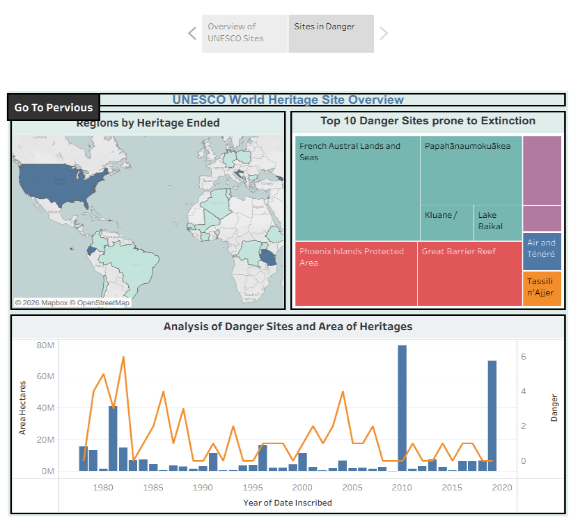 Overview of
UNESCO Sites
Sites in Danger
UNESCO World Heritage Site Overview
Go To Pervious
Regions by Heritage Ended
© 2026 Mapbox © OpenStreetMap
Top 10 Danger Sites prone to Extinction
French Austral Lands and
Seas
Papahānaumokuākea
Kluane /
Lake
Baikal
Phoenix Islands Protected
Area
Great Barrier Reef
Air and
Ténéré
Tassili
n'Ajjer
Analysis of Danger Sites and Area of Heritages
Area Hectares
80M
60M
40M
20M
0M
6
4
2
0
Danger
1980
1985
1990
1995
2000
2005
2010
2015
2020
Year of Date Inscribed